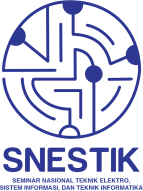 SNESTIK
SEMINAR NASIONAL TEKNIK ELEKTRO,
SISTEM INFORMASI, DAN TEKNIK INFORMATIKA